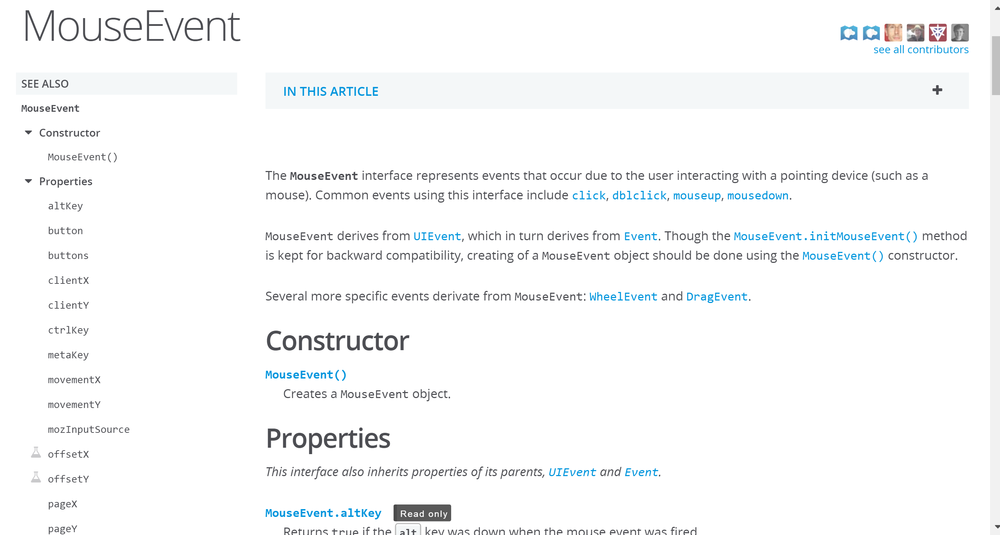 MouseEvent
see all contributors
SEE ALSO
MouseEvent
Constructor
MouseEvent()
Properties
altKey
button
buttons
clientX
clientY
ctrlKey
metaKey
movementX
movementY
mozInputSource
offsetX
offsetY
pageX
pageY
IN THIS ARTICLE
The MouseEvent interface represents events that occur due to the user interacting with a pointing device (such as a
mouse). Common events using this interface include click, dblclick, mouseup, mousedown.
MouseEvent derives from UIEvent, which in turn derives from Event. Though the MouseEvent.initMouseEvent() method
is kept for backward compatibility, creating of a MouseEvent object should be done using the MouseEvent() constructor.
Several more specific events derivate from MouseEvent: WheelEvent and DragEvent.
Constructor
MouseEvent()
Creates a MouseEvent object.
Properties
This interface also inherits properties of its parents, UIEvent and Event.
MouseEvent.altKey Read only
Returns true if the alt key was down when the mouse event was fired